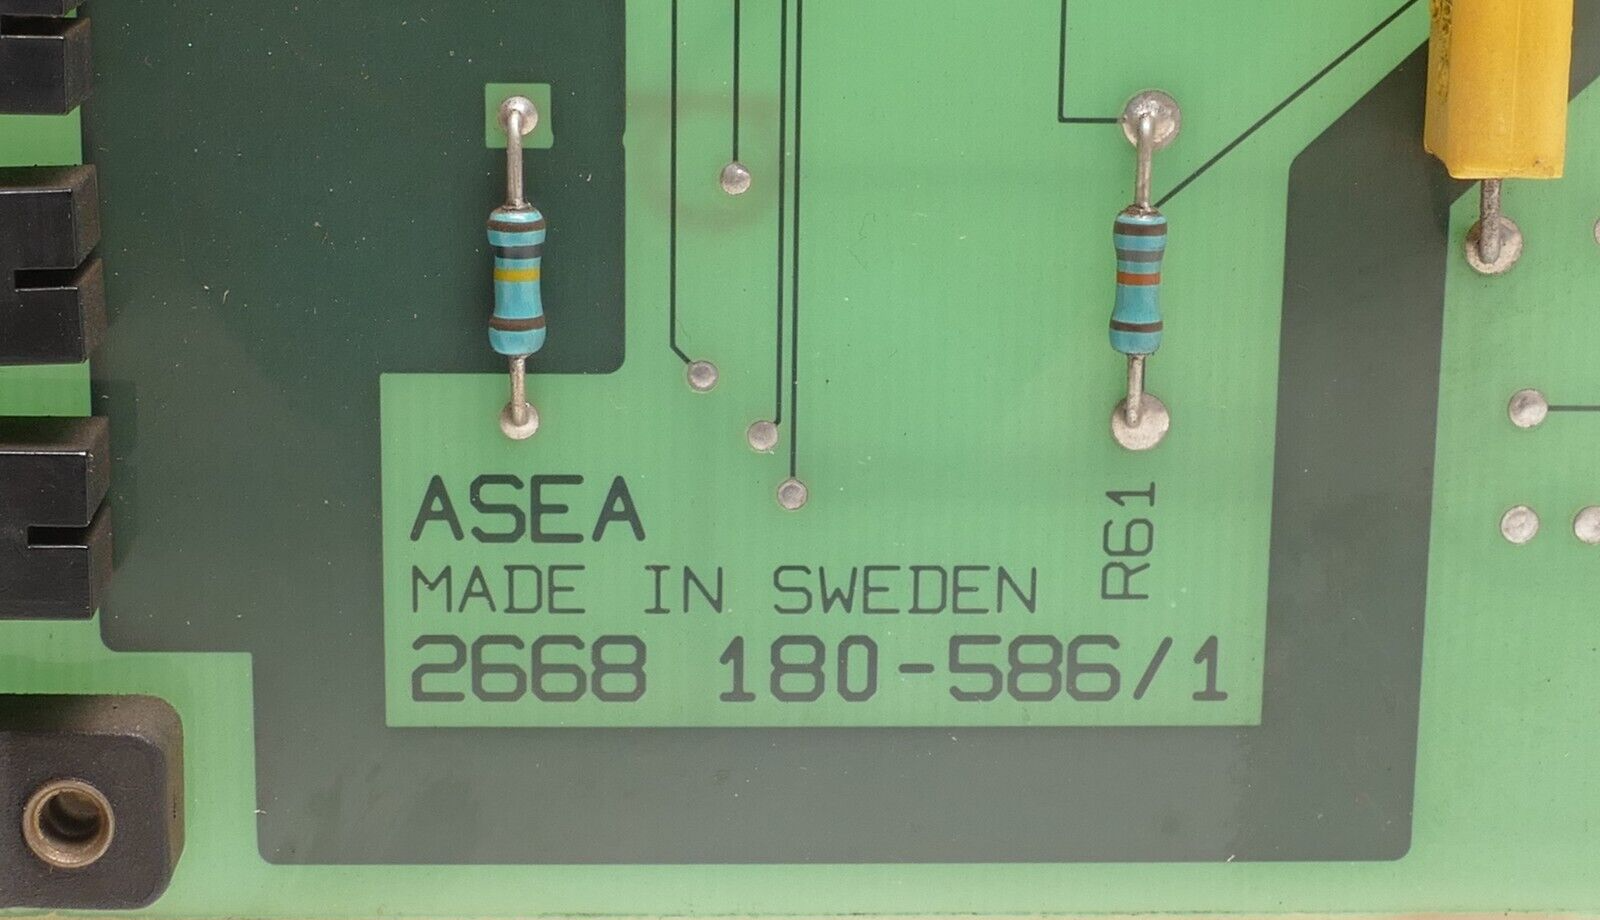 ASEA
MADE IN SWEDEN
R61
2668 180-586/1